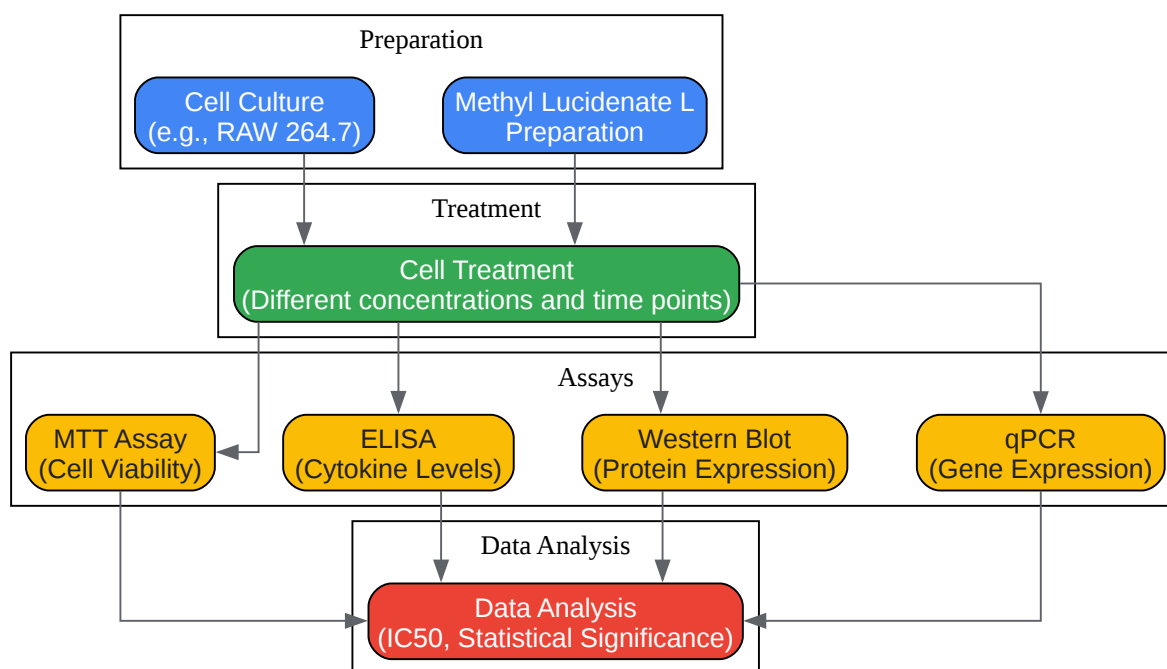 Preparation
Cell Culture
(e.g., RAW 264.7)
Methyl Lucidenate L
Preparation
Treatment
Cell Treatment
(Different concentrations and time points)
Assays
MTT Assay
(Cell Viability)
ELISA
(Cytokine Levels)
Western Blot
(Protein Expression)
qPCR
(Gene Expression)
Data Analysis
Data Analysis
(IC50, Statistical Significance)